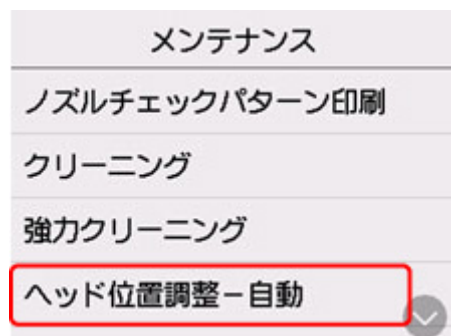 メンテナンス
ノズルチェックパターン印刷
クリーニング
強力クリーニング
ヘッド位置調整－自動